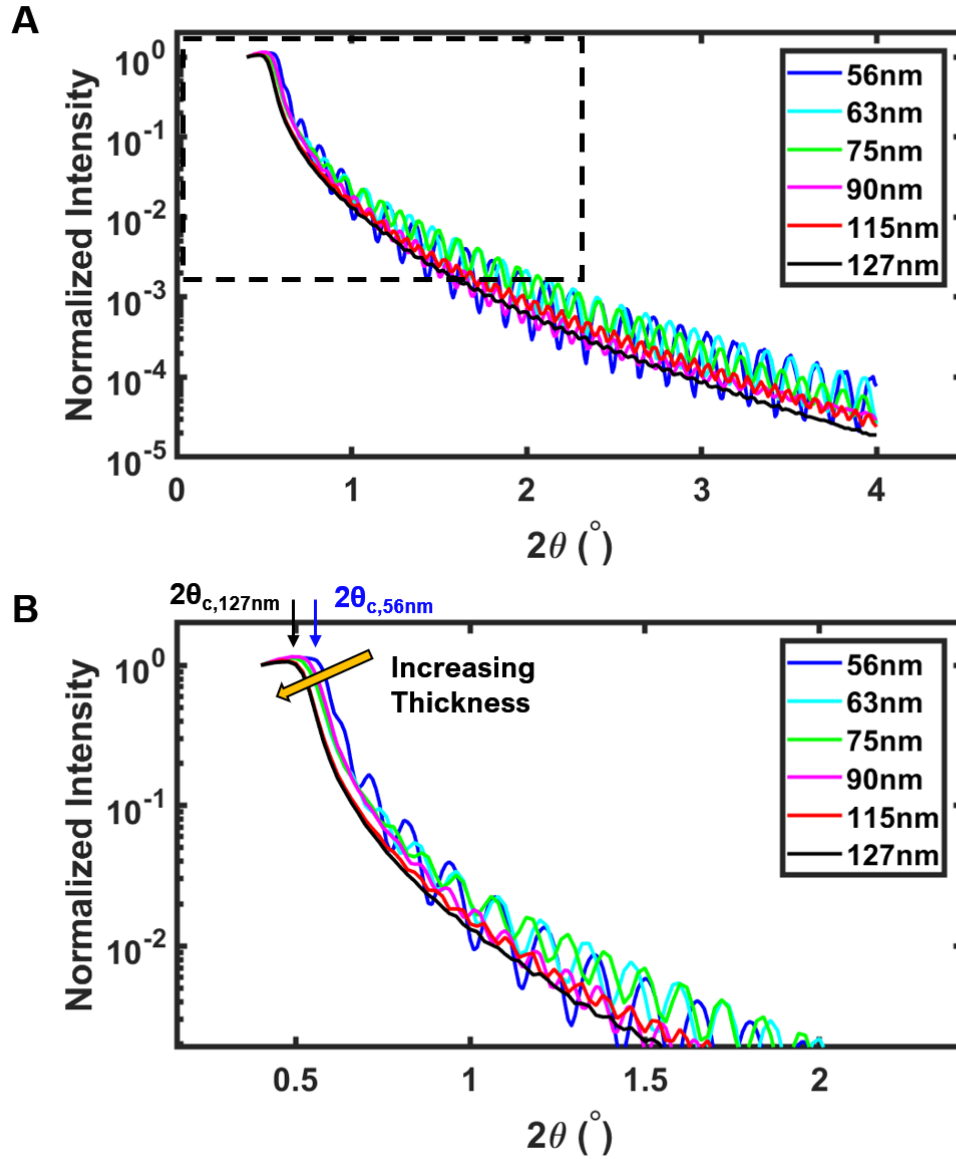 A
Normalized Intensity
10^0
10^-1
10^-2
10^-3
10^-4
10^-5
0
1
2
3
4
2θ (°)
56nm
63nm
75nm
90nm
115nm
127nm
B
2θc,127nm
2θc,56nm
Increasing
Thickness
Normalized Intensity
10^0
10^-1
10^-2
0.5
1
1.5
2
2θ (°)
56nm
63nm
75nm
90nm
115nm
127nm